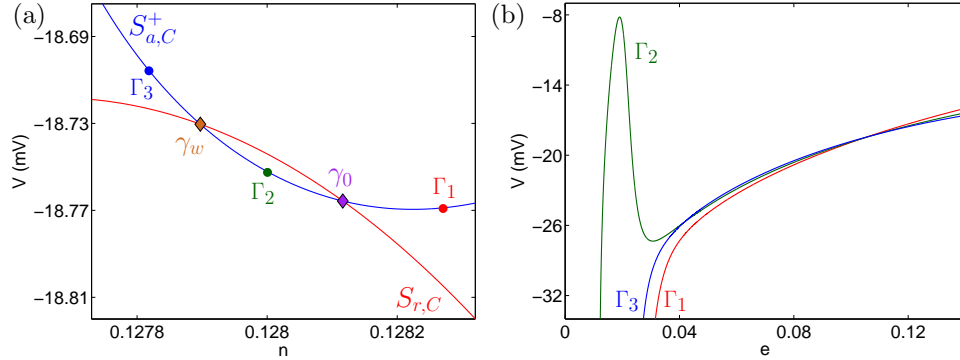 (a)
V (mV)
−18.69
−18.73
−18.77
−18.81
0.1278
0.128
0.1282
n
S⁺a,C
Γ3
γw
Γ2
γ0
Γ1
Sr,C
(b)
V (mV)
−8
−14
−20
−26
−32
0
0.04
0.08
0.12
e
Γ2
Γ3
Γ1